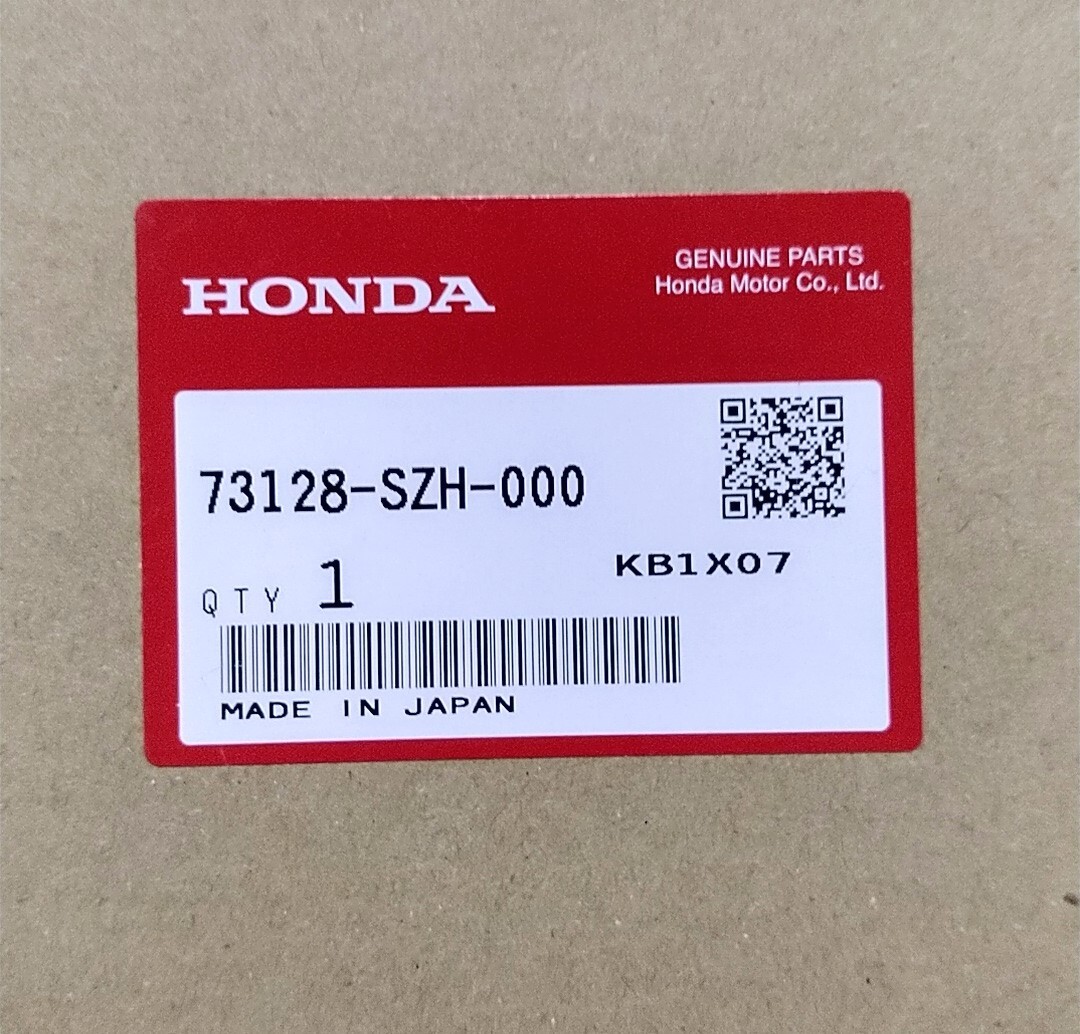 HONDA
GENUINE PARTS
Honda Motor Co., Ltd.
73128-SZH-000
KB1X07
QTY 1
MADE IN JAPAN